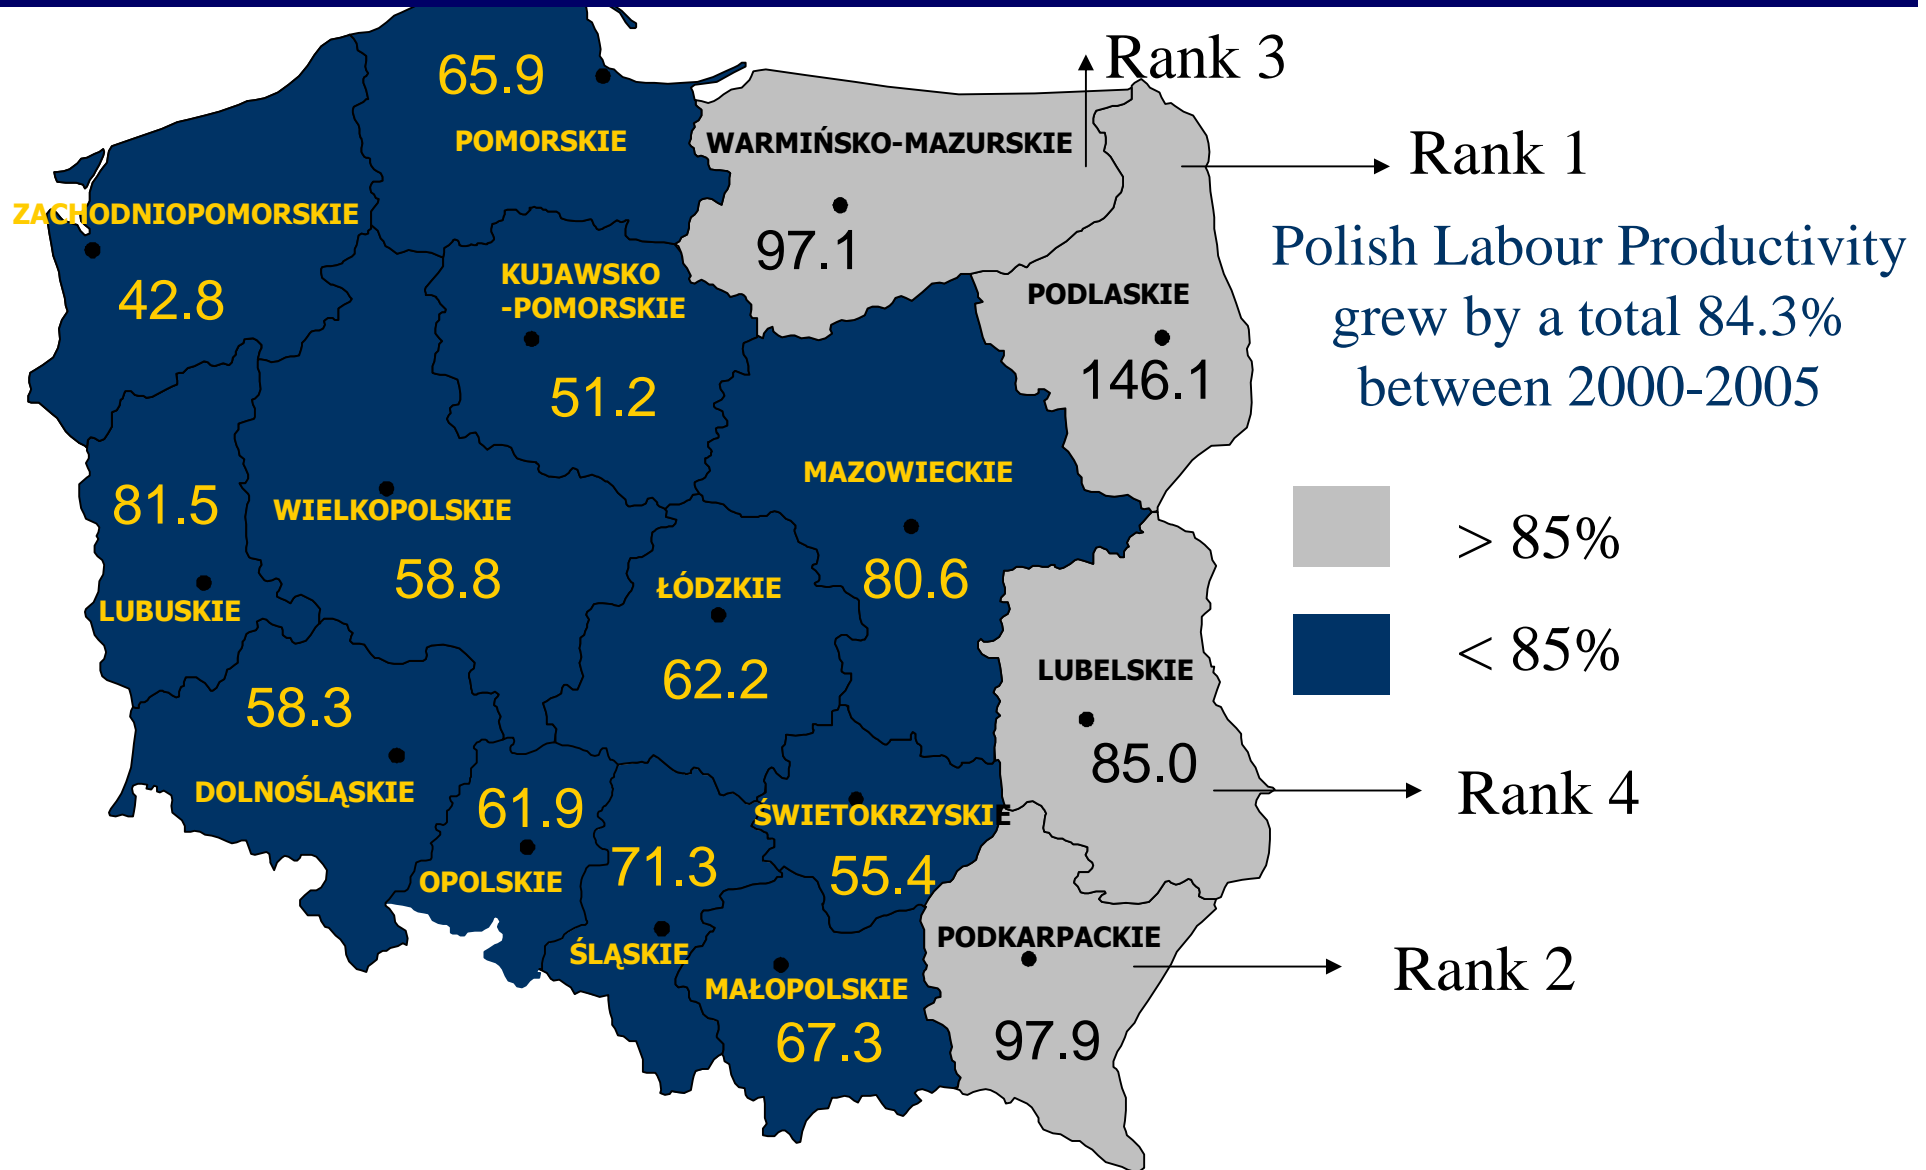 65.9
Rank 3
POMORSKIE
WARMIŃSKO-MAZURSKIE
Rank 1
ZACHODNIOPOMORSKIE
97.1
Polish Labour Productivity
grew by a total 84.3%
between 2000-2005
42.8
KUJAWSKO
-POMORSKIE
PODLASKIE
51.2
146.1
MAZOWIECKIE
81.5
WIELKOPOLSKIE
> 85%
58.8
ŁÓDZKIE
80.6
LUBUSKIE
< 85%
62.2
LUBELSKIE
58.3
85.0
DOLNOŚLĄSKIE
61.9
ŚWIETOKRZYSKIE
Rank 4
71.3
55.4
OPOLSKIE
PODKARPACKIE
ŚLĄSKIE
Rank 2
MAŁOPOLSKIE
67.3
97.9